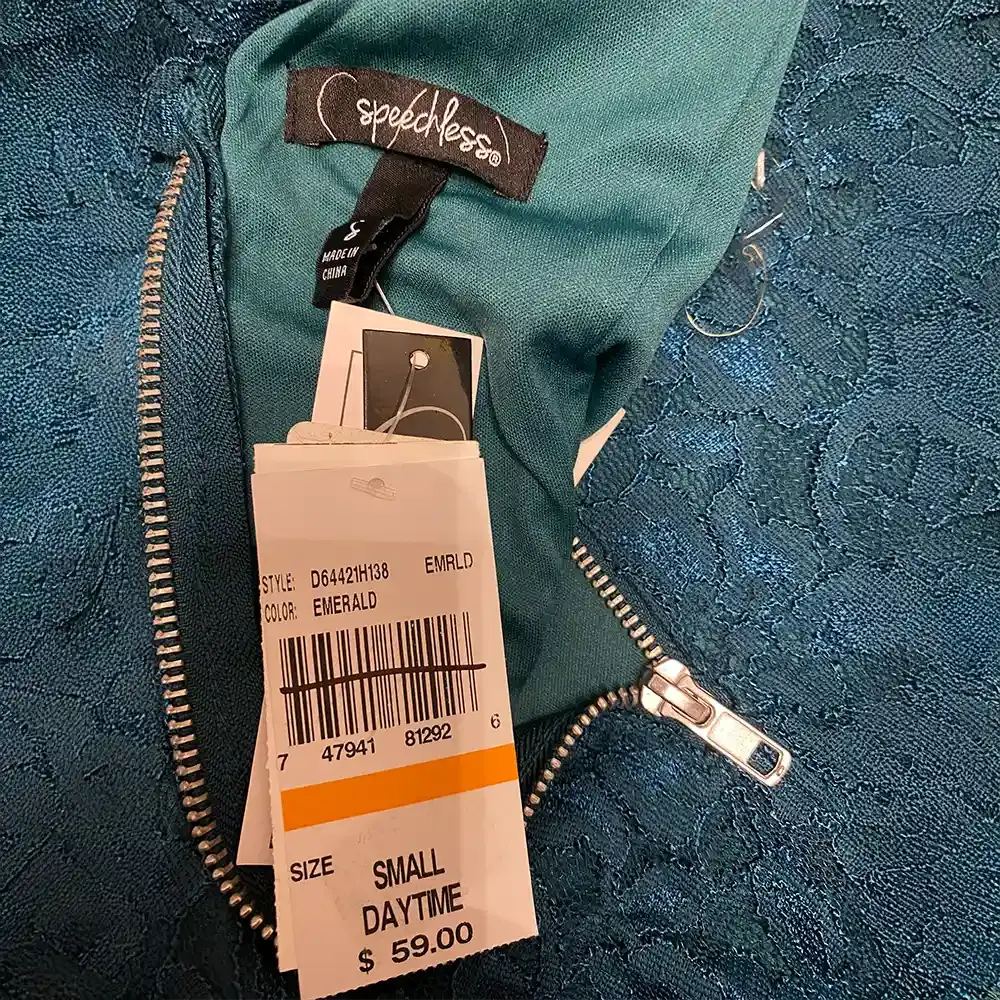 (speechless)®
S
MADE IN
CHINA
STYLE: D64421H138 EMRLD
COLOR: EMERALD
7 47941 81292 6
SIZE SMALL
DAYTIME
$ 59.00